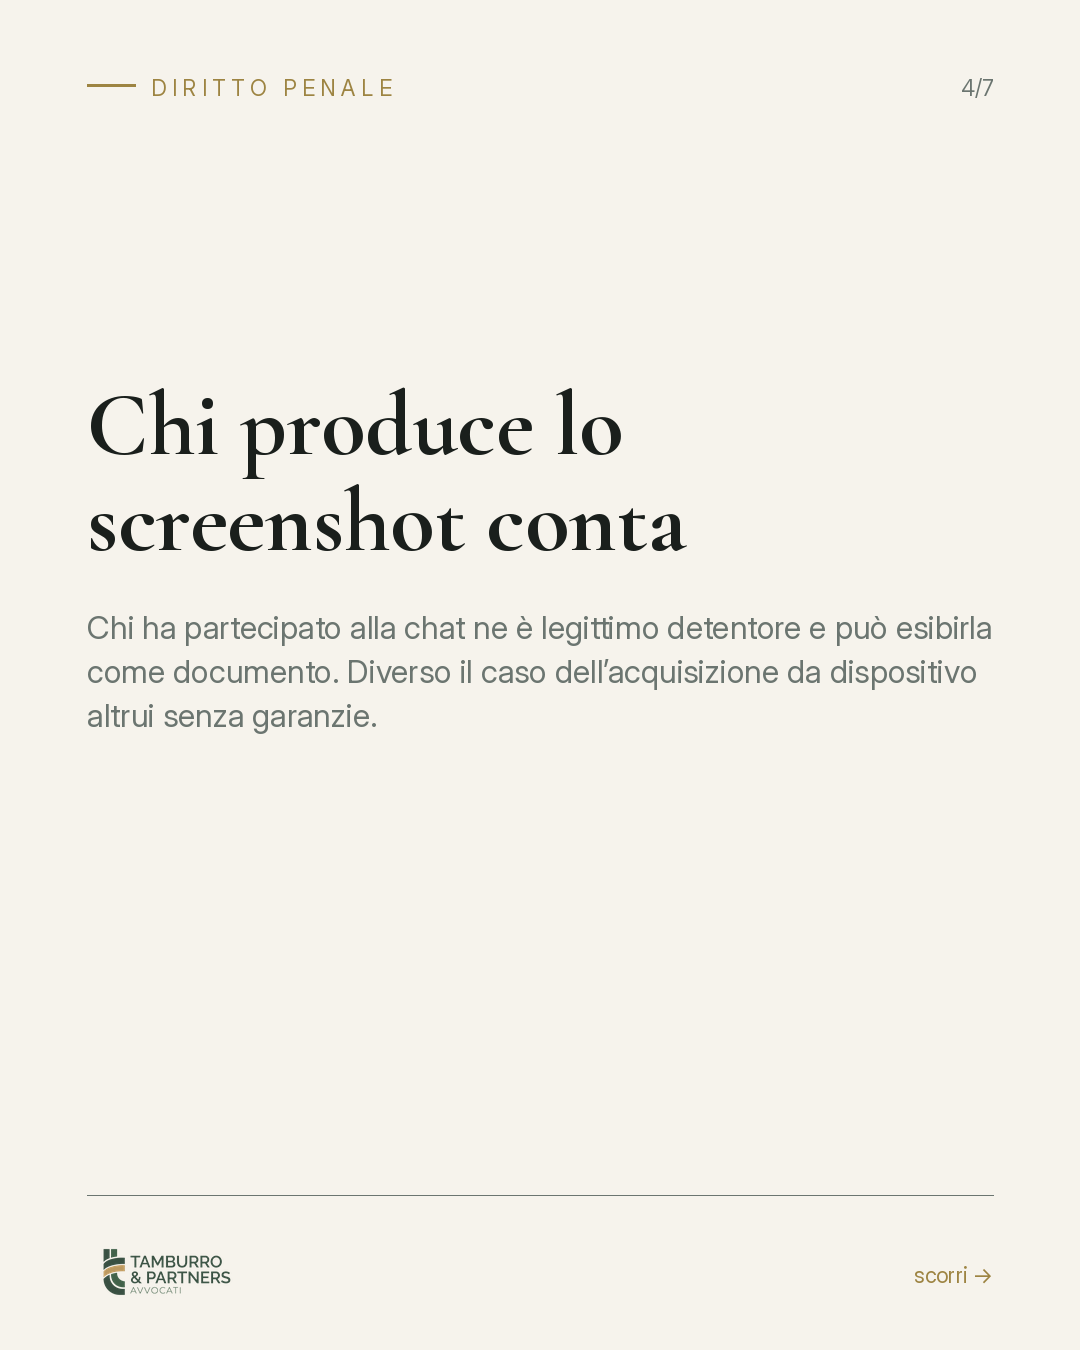 DIRITTO PENALE
4/7
Chi produce lo
screenshot conta
Chi ha partecipato alla chat ne è legittimo detentore e può esibirla
come documento. Diverso il caso dell’acquisizione da dispositivo
altrui senza garanzie.
TAMBURRO
& PARTNERS
AVVOCATI
scorri →